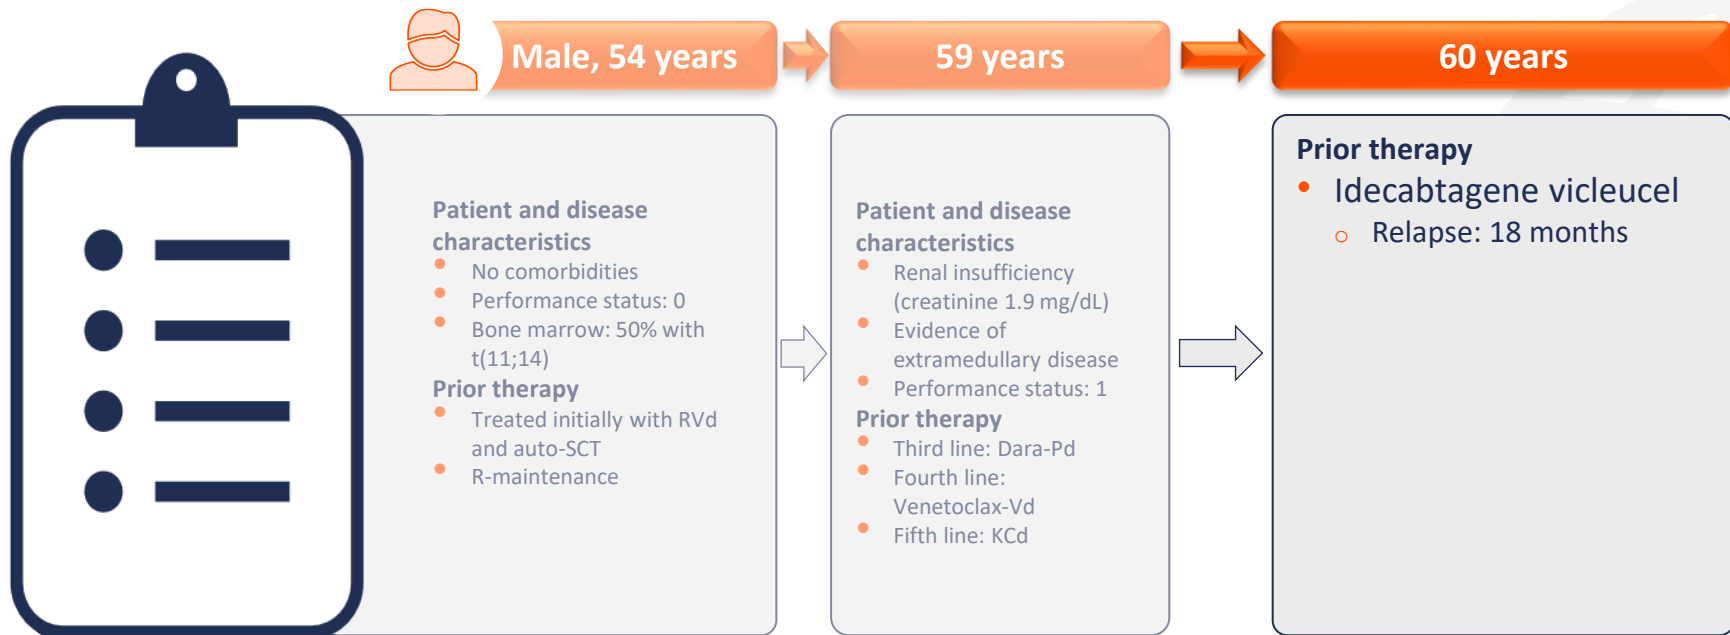 Male, 54 years
59 years
60 years
Patient and disease
characteristics
No comorbidities
Performance status: 0
Bone marrow: 50% with
t(11;14)
Prior therapy
Treated initially with RVd
and auto-SCT
R-maintenance
Patient and disease
characteristics
Renal insufficiency
(creatinine 1.9 mg/dL)
Evidence of
extramedullary disease
Performance status: 1
Prior therapy
Third line: Dara-Pd
Fourth line:
Venetoclax-Vd
Fifth line: KCd
Prior therapy
Idecabtagene vicleucel
Relapse: 18 months